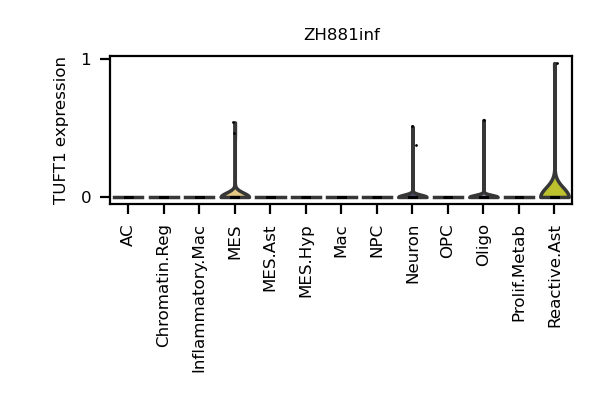 ZH881inf
TUFT1 expression
1
0
AC
Chromatin.Reg
Inflammatory.Mac
MES
MES.Ast
MES.Hyp
Mac
NPC
Neuron
OPC
Oligo
Prolif.Metab
Reactive.Ast